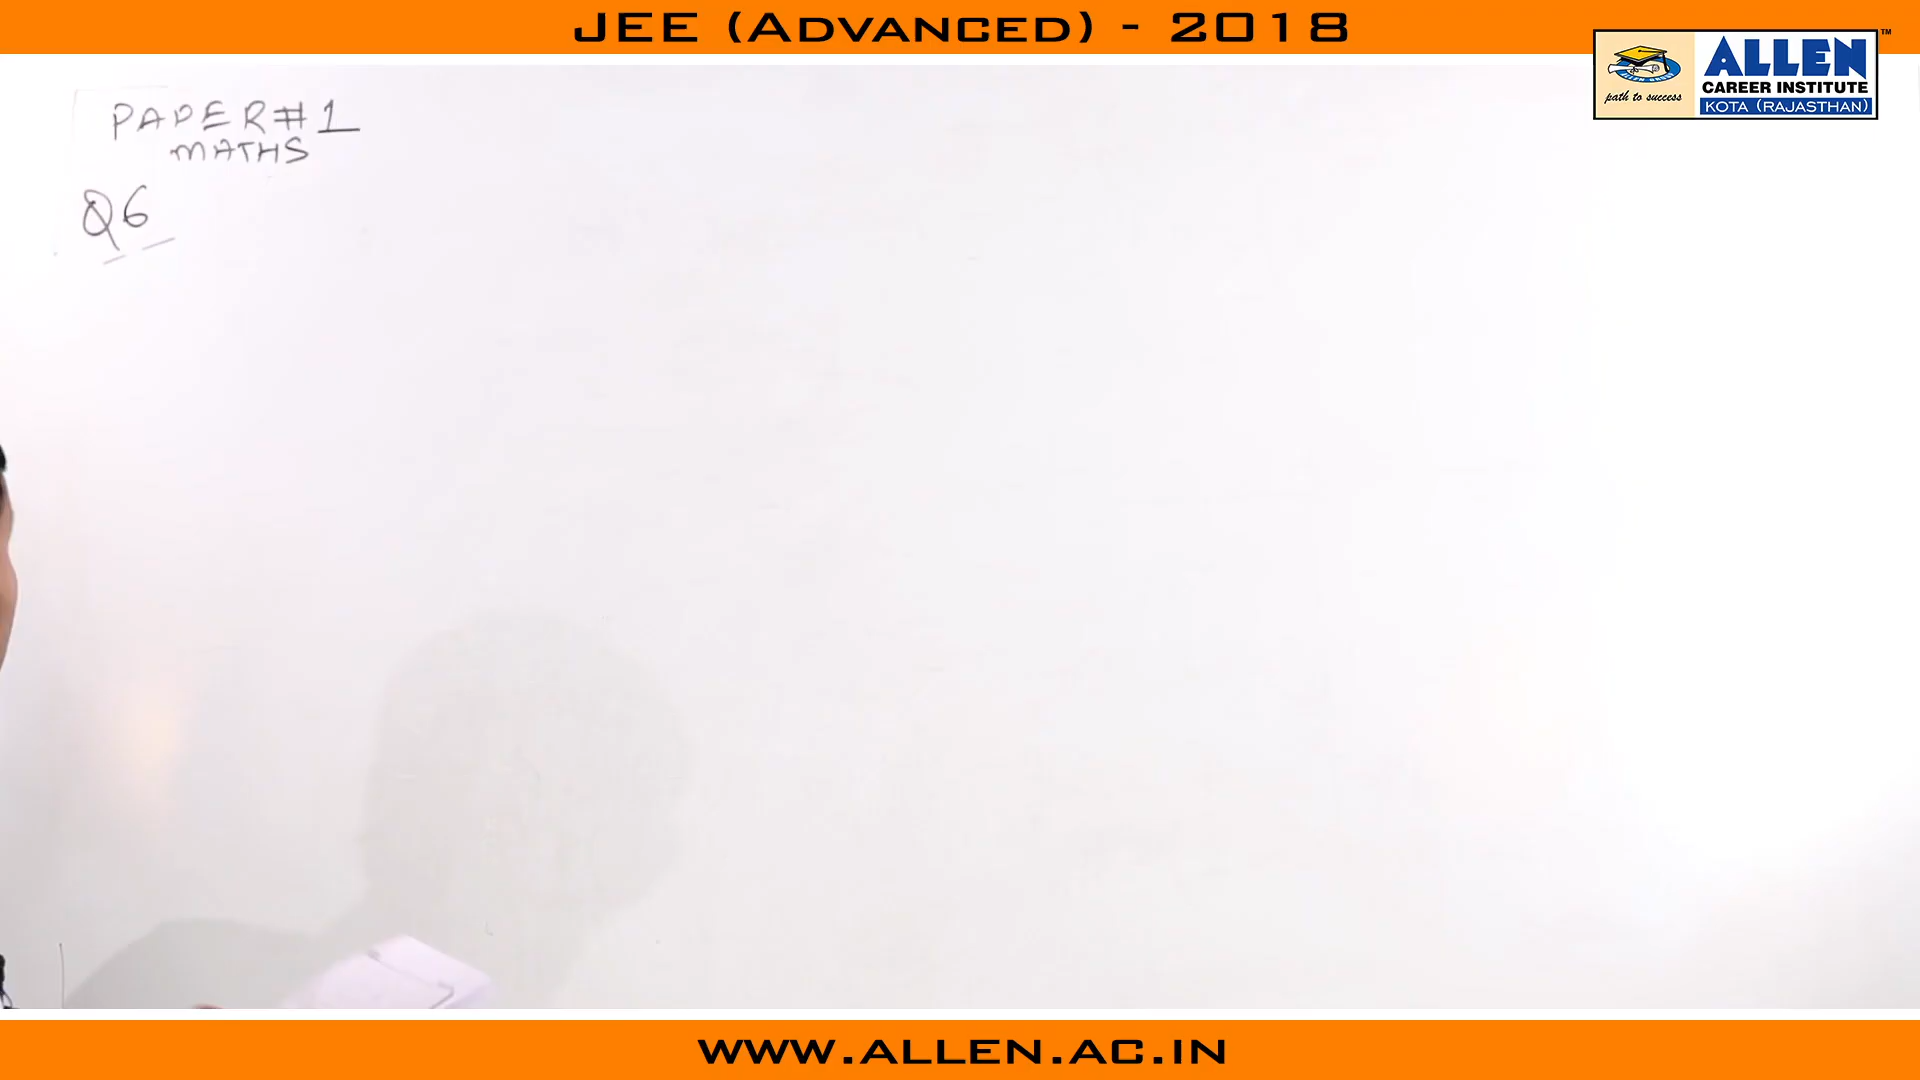 JEE (ADVANCED) - 2018
ALLEN
CAREER INSTITUTE
KOTA (RAJASTHAN)
path to success
TM
PAPER # 1
MATHS
Q6
WWW.ALLEN.AC.IN